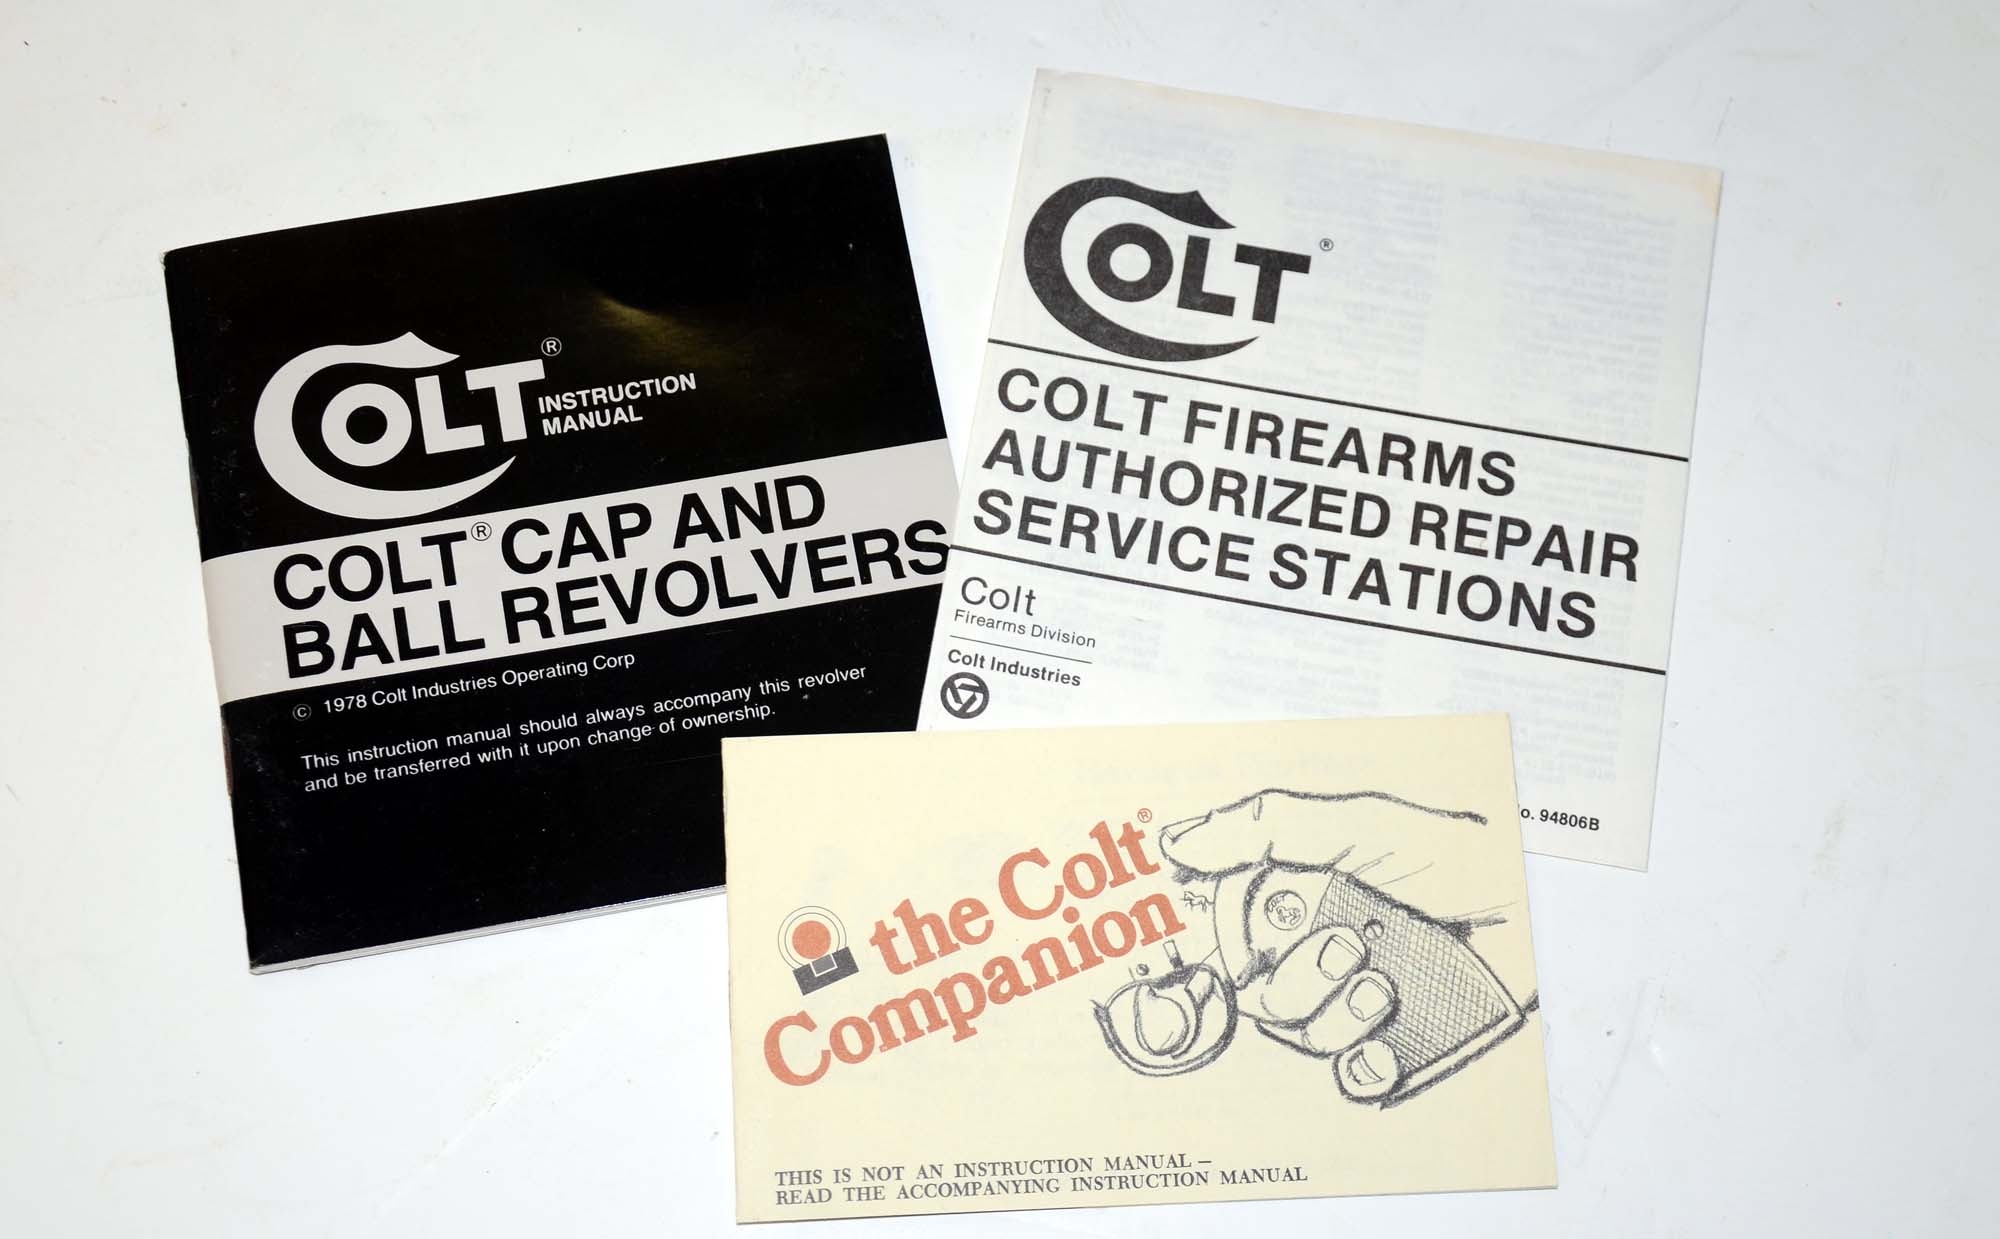 COLT®
INSTRUCTION
MANUAL
COLT® CAP AND
BALL REVOLVERS
© 1978 Colt Industries Operating Corp
This instruction manual should always accompany this revolver
and be transferred with it upon change of ownership.
COLT®
COLT FIREARMS
AUTHORIZED REPAIR
SERVICE STATIONS
Colt
Firearms Division
Colt Industries
o. 94806B
the Colt®
Companion
THIS IS NOT AN INSTRUCTION MANUAL –
READ THE ACCOMPANYING INSTRUCTION MANUAL